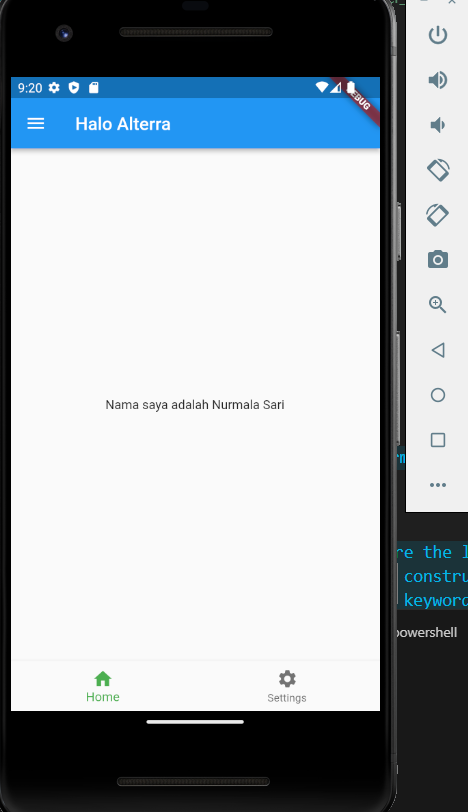 9:20
DEBUG
Halo Alterra
Nama saya adalah Nurmala Sari
re the l
constru
keyword
powershell
Home
Settings